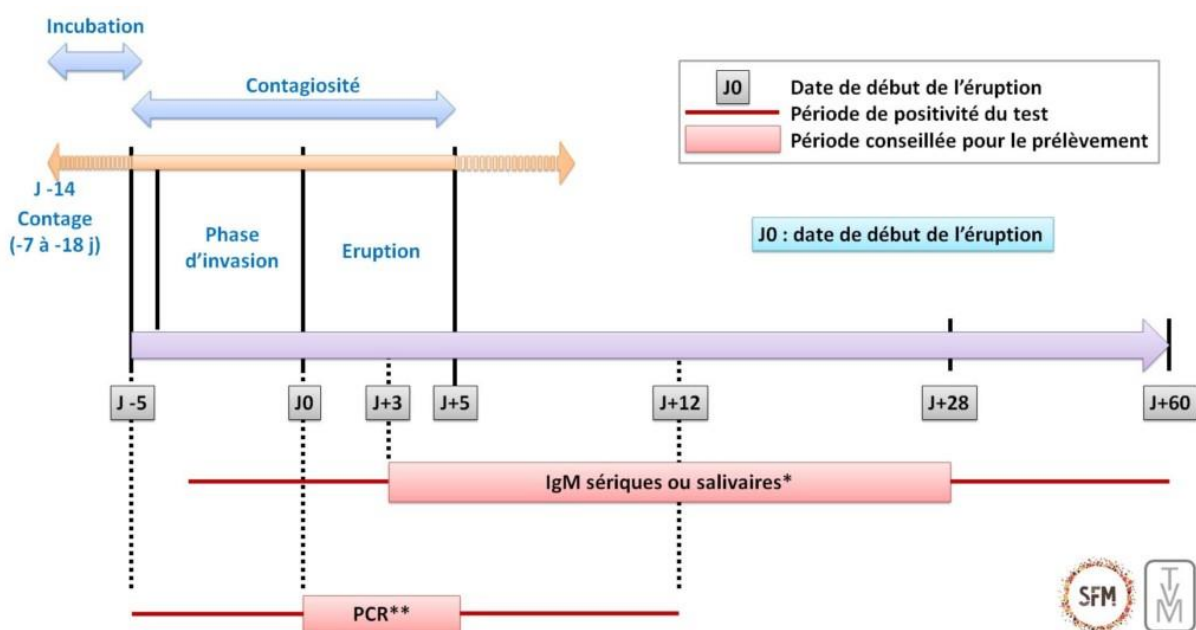 Incubation
Contagiosité
J -14
Contage
(-7 à -18 j)
Phase
d’invasion
Eruption
J0 Date de début de l’éruption
Période de positivité du test
Période conseillée pour le prélèvement
J0 : date de début de l’éruption
J -5 J0 J+3 J+5 J+12 J+28 J+60
IgM sériques ou salivaires*
PCR**
SFM
TVM